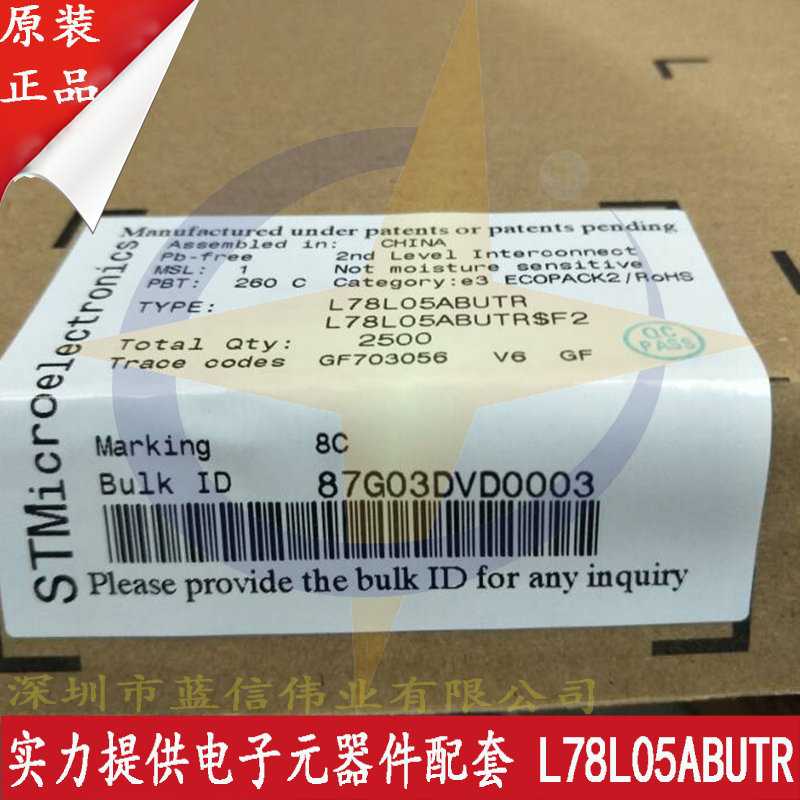 原装
正品
Manufactured under patents or patents pending
Assembled in: CHINA
Pb-free 2nd Level Interconnect
MSL: 1 Not moisture sensitive
PBT: 260 C Category:e3 ECOPACK2/RoHS
TYPE: L78L05ABUTR
L78L05ABUTR$F2
Total Qty: 2500
Trace codes GF703056 V6 GF
QC
PASS
Marking 8C
Bulk ID 87G03DVD0003
Please provide the bulk ID for any inquiry
STMicroelectronics
深圳市蓝信伟业有限公司
实力提供电子元器件配套 L78L05ABUTR